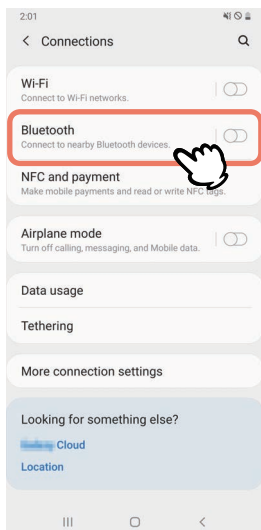 2:01
Connections
Wi-Fi
Connect to Wi-Fi networks.
Bluetooth
Connect to nearby Bluetooth devices.
NFC and payment
Make mobile payments and read or write NFC tags.
Airplane mode
Turn off calling, messaging, and Mobile data.
Data usage
Tethering
More connection settings
Looking for something else?
Cloud
Location